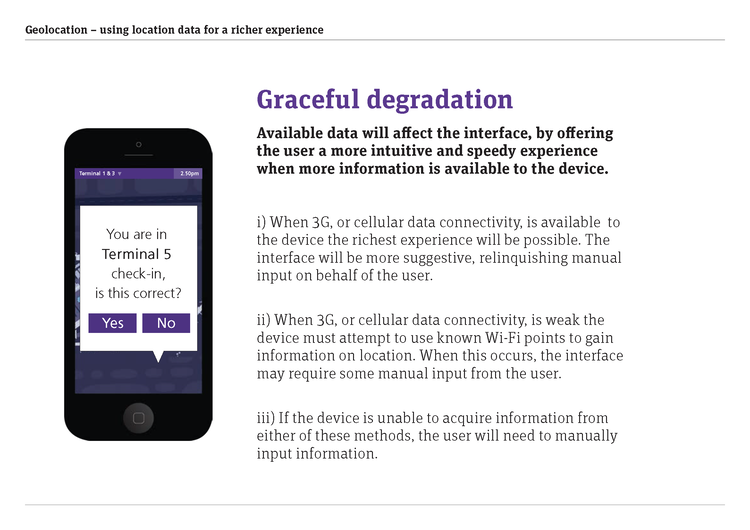 Geolocation – using location data for a richer experience
Graceful degradation
Available data will affect the interface, by offering
the user a more intuitive and speedy experience
when more information is available to the device.
Terminal 1 & 3 ▾
2.50pm
You are in
Terminal 5
check-in,
is this correct?
Yes
No
i) When 3G, or cellular data connectivity, is available to
the device the richest experience will be possible. The
interface will be more suggestive, relinquishing manual
input on behalf of the user.
ii) When 3G, or cellular data connectivity, is weak the
device must attempt to use known Wi-Fi points to gain
information on location. When this occurs, the interface
may require some manual input from the user.
iii) If the device is unable to acquire information from
either of these methods, the user will need to manually
input information.